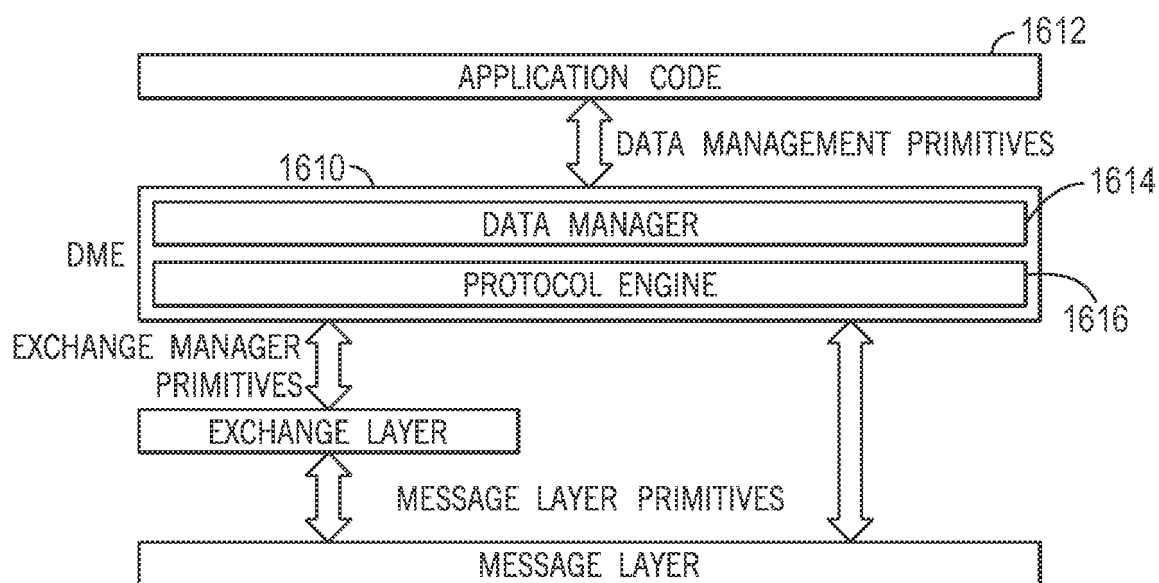 1612
APPLICATION CODE
DATA MANAGEMENT PRIMITIVES
1610
1614
DATA MANAGER
DME
PROTOCOL ENGINE
1616
EXCHANGE MANAGER
PRIMITIVES
EXCHANGE LAYER
MESSAGE LAYER PRIMITIVES
MESSAGE LAYER